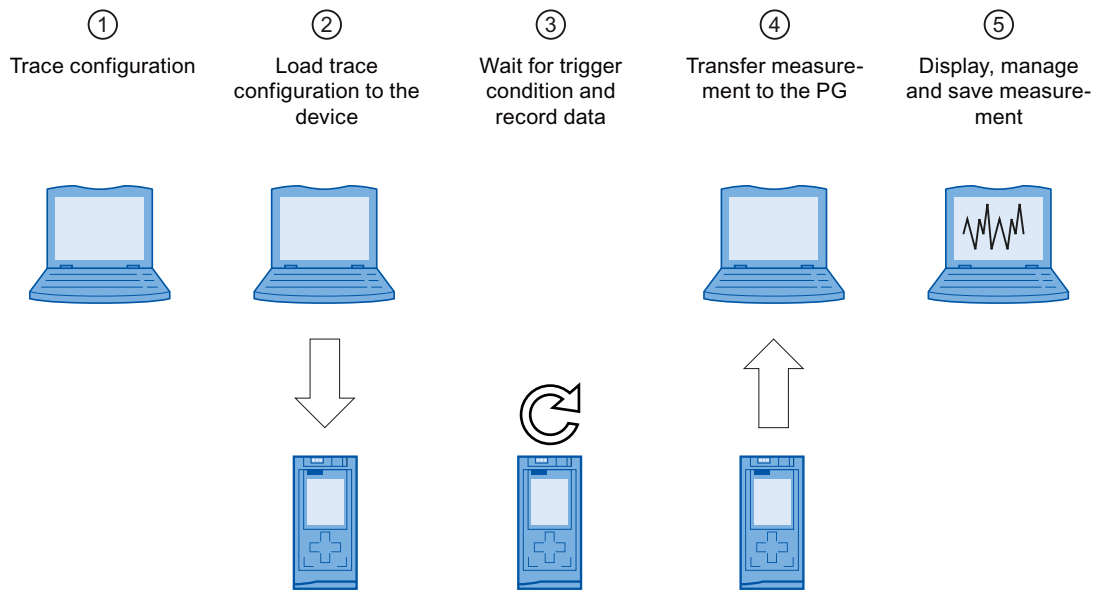 1
Trace configuration
2
Load trace
configuration to the
device
3
Wait for trigger
condition and
record data
4
Transfer measure-
ment to the PG
5
Display, manage
and save measure-
ment